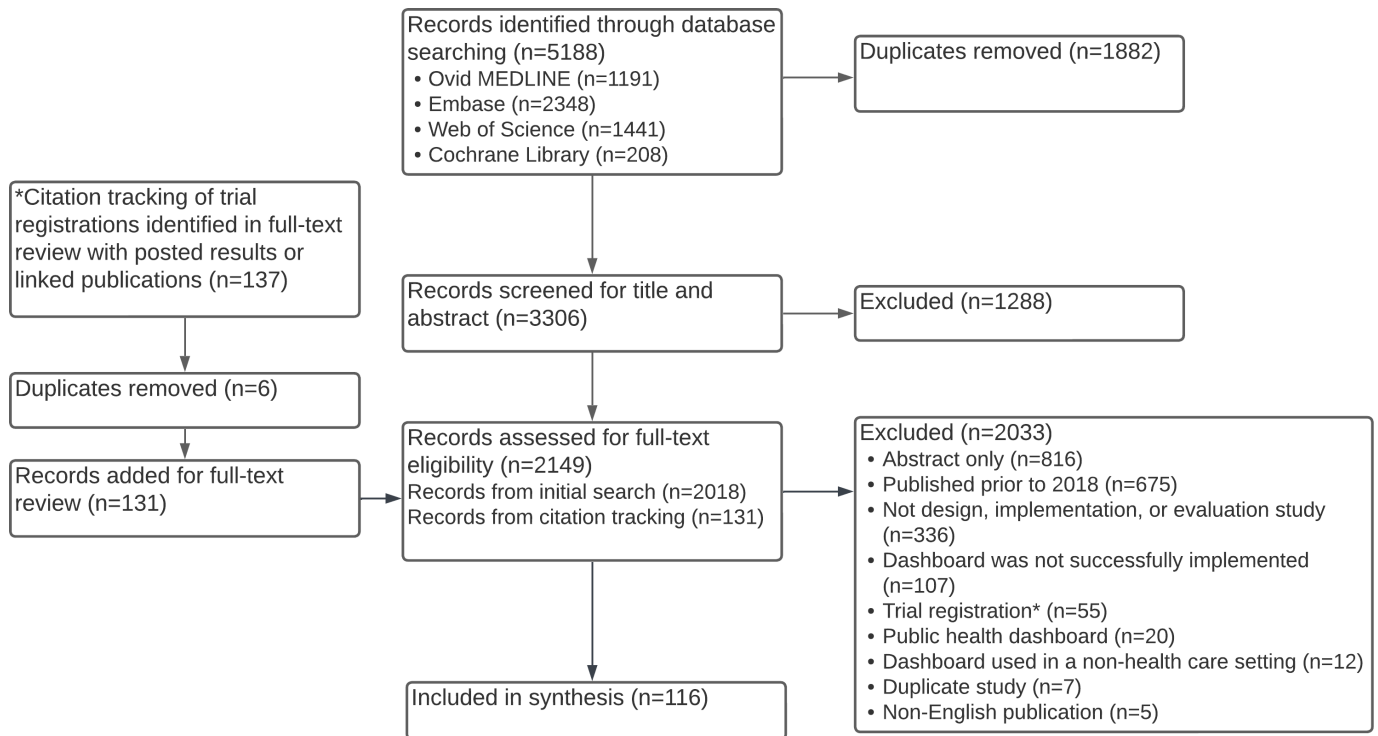 Records identified through database
searching (n=5188)
• Ovid MEDLINE (n=1191)
• Embase (n=2348)
• Web of Science (n=1441)
• Cochrane Library (n=208)
Duplicates removed (n=1882)
*Citation tracking of trial
registrations identified in full-text
review with posted results or
linked publications (n=137)
Records screened for title and
abstract (n=3306)
Excluded (n=1288)
Duplicates removed (n=6)
Records added for full-text
review (n=131)
Records assessed for full-text
eligibility (n=2149)
Records from initial search (n=2018)
Records from citation tracking (n=131)
Excluded (n=2033)
• Abstract only (n=816)
• Published prior to 2018 (n=675)
• Not design, implementation, or evaluation study
(n=336)
• Dashboard was not successfully implemented
(n=107)
• Trial registration* (n=55)
• Public health dashboard (n=20)
• Dashboard used in a non-health care setting (n=12)
• Duplicate study (n=7)
• Non-English publication (n=5)
Included in synthesis (n=116)